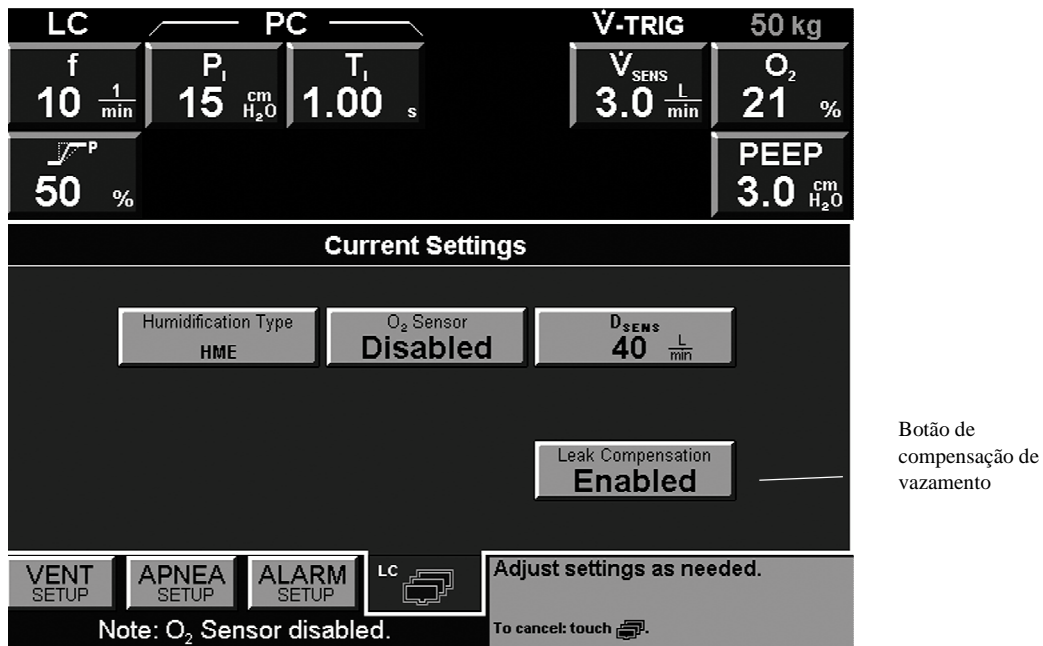 LC PC V̇-TRIG 50 kg
f PI TI V̇SENS O2
10 1/min 15 cm H2O 1.00 s 3.0 L/min 21 %
P PEEP
50 % 3.0 cm H2O
Current Settings
Humidification Type O2 Sensor DSENS
HME Disabled 40 L/min
Leak Compensation
Enabled
Botão de
compensação de
vazamento
VENT APNEA ALARM LC
SETUP SETUP SETUP
Adjust settings as needed.
Note: O2 Sensor disabled.
To cancel: touch .